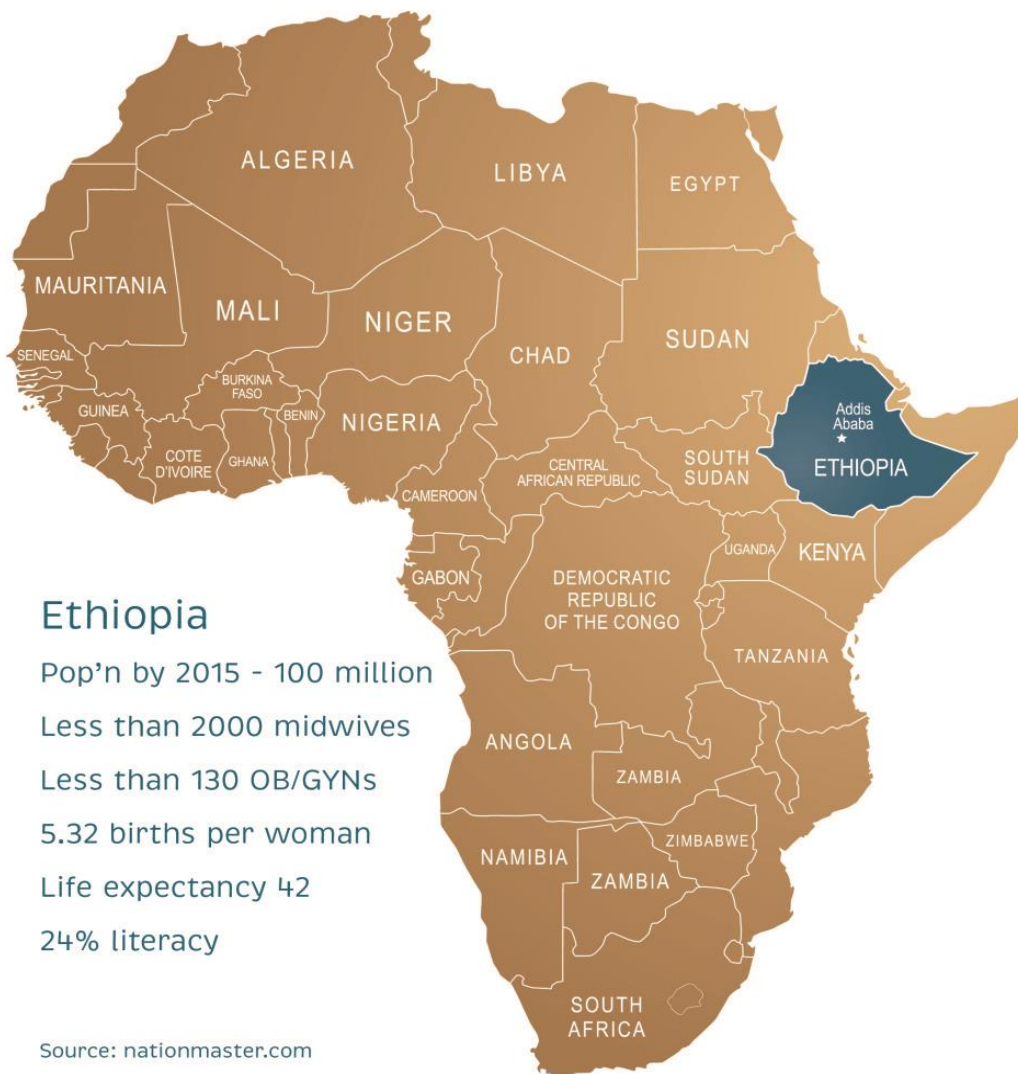 ALGERIA
LIBYA
EGYPT
MAURITANIA
MALI
NIGER
CHAD
SUDAN
SENEGAL
BURKINA
FASO
GUINEA
BENIN
NIGERIA
COTE
D'IVOIRE
GHANA
CAMEROON
CENTRAL
AFRICAN REPUBLIC
SOUTH
SUDAN
Addis
Ababa
ETHIOPIA
UGANDA
KENYA
GABON
DEMOCRATIC
REPUBLIC
OF THE CONGO
TANZANIA
ANGOLA
ZAMBIA
NAMIBIA
ZIMBABWE
ZAMBIA
SOUTH
AFRICA
Ethiopia
Pop'n by 2015 - 100 million
Less than 2000 midwives
Less than 130 OB/GYNs
5.32 births per woman
Life expectancy 42
24% literacy
Source: nationmaster.com